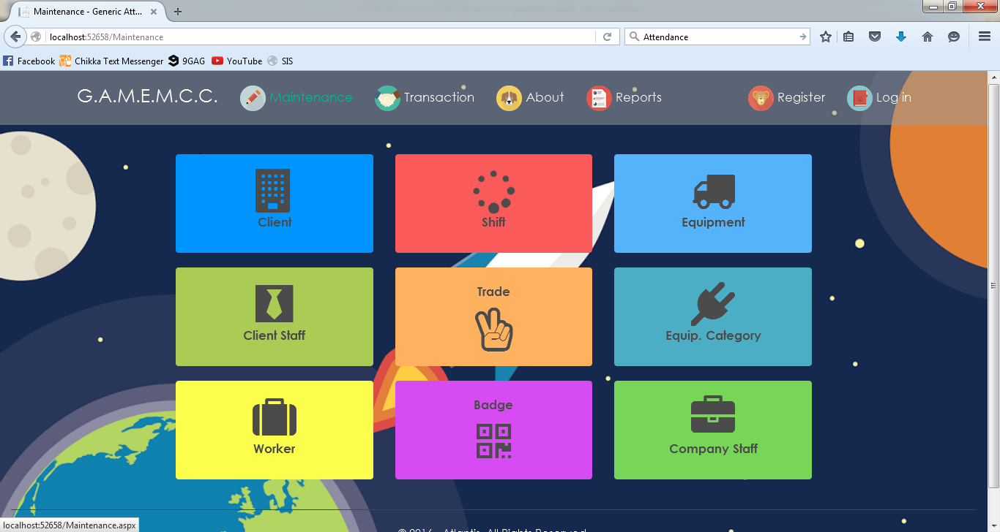 Maintenance - Generic Att...
localhost:52658/Maintenance
Attendance
Facebook Chikka Text Messenger 9GAG YouTube SIS
G.A.M.E.M.C.C. Maintenance Transaction About Reports Register Log in
Client Shift Equipment
Trade
Client Staff Equip. Category
Badge
Worker Company Staff
localhost:52658/Maintenance.aspx
© 2016 - Atlantis. All Rights Reserved